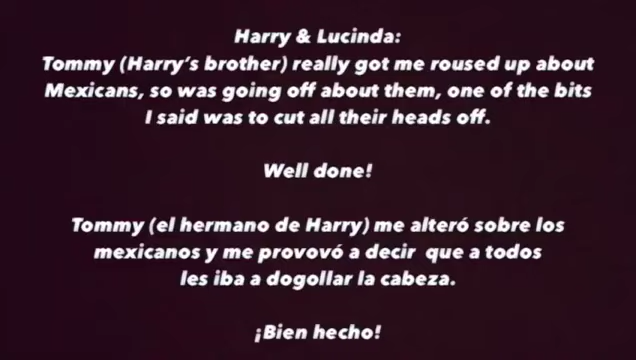 Harry & Lucinda:
Tommy (Harry's brother) really got me roused up about
Mexicans, so was going off about them, one of the bits
I said was to cut all their heads off.
Well done!
Tommy (el hermano de Harry) me alteró sobre los
mexicanos y me provovó a decir que a todos
les iba a dogollar la cabeza.
¡Bien hecho!